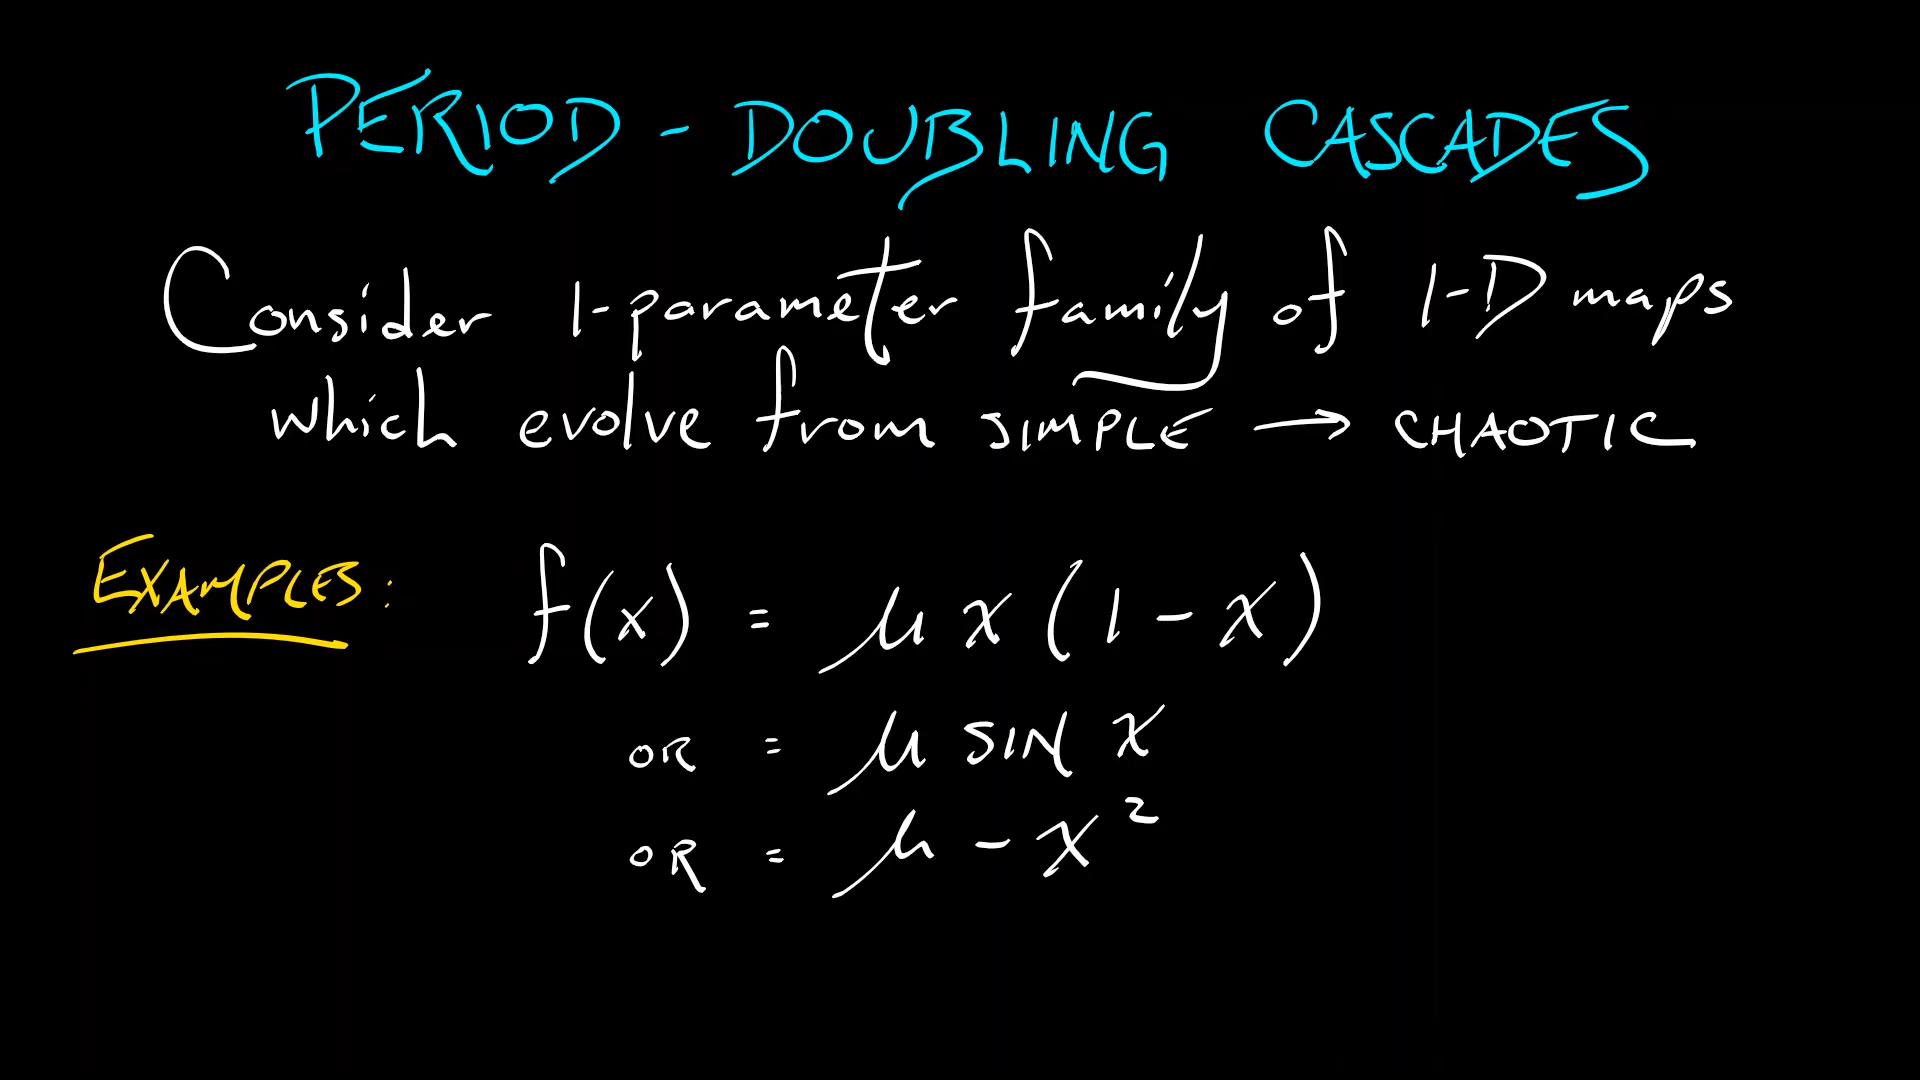 PERIOD-DOUBLING CASCADES
Consider 1-parameter family of 1-D maps
which evolve from SIMPLE → CHAOTIC
EXAMPLES: f(x) = μ x (1 - x)
OR = μ SIN x
OR = μ - x²